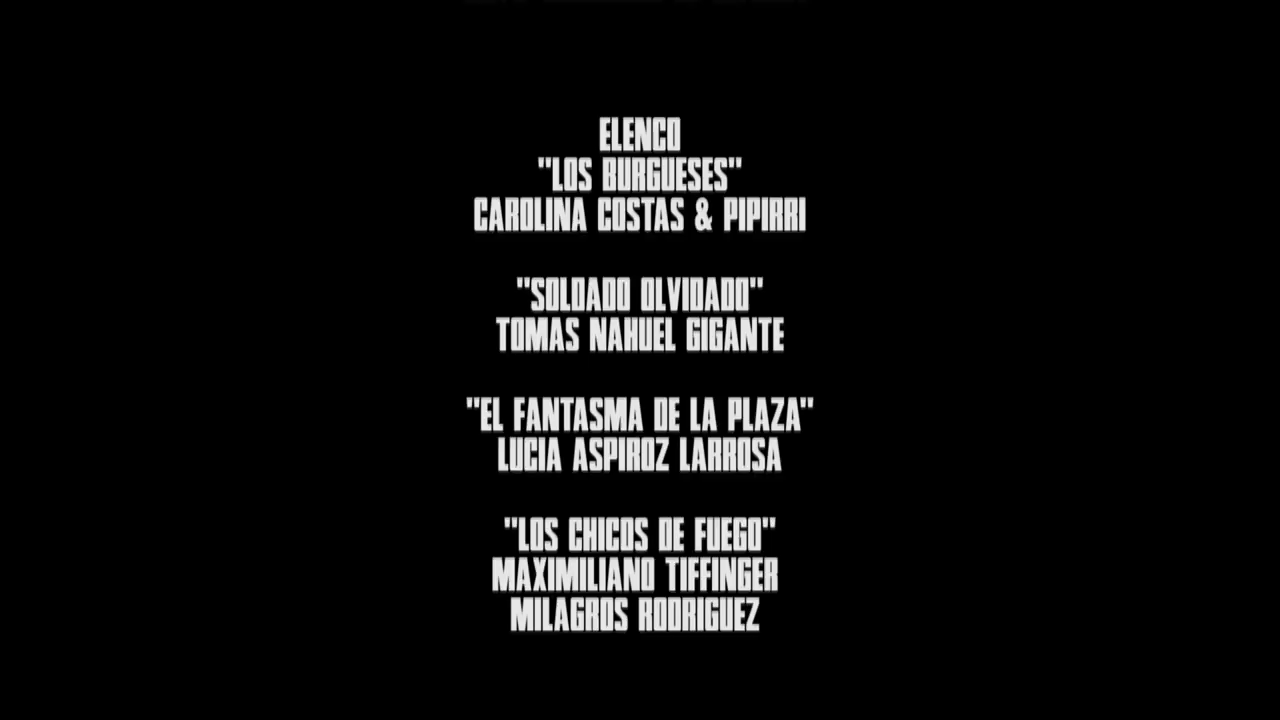 ELENCO
"LOS BURGUESES"
CAROLINA COSTAS & PIPIRRI
"SOLDADO OLVIDADO"
TOMAS NAHUEL GIGANTE
"EL FANTASMA DE LA PLAZA"
LUCIA ASPIROZ LARROSA
"LOS CHICOS DE FUEGO"
MAXIMILIANO TIFFINGER
MILAGROS RODRIGUEZ